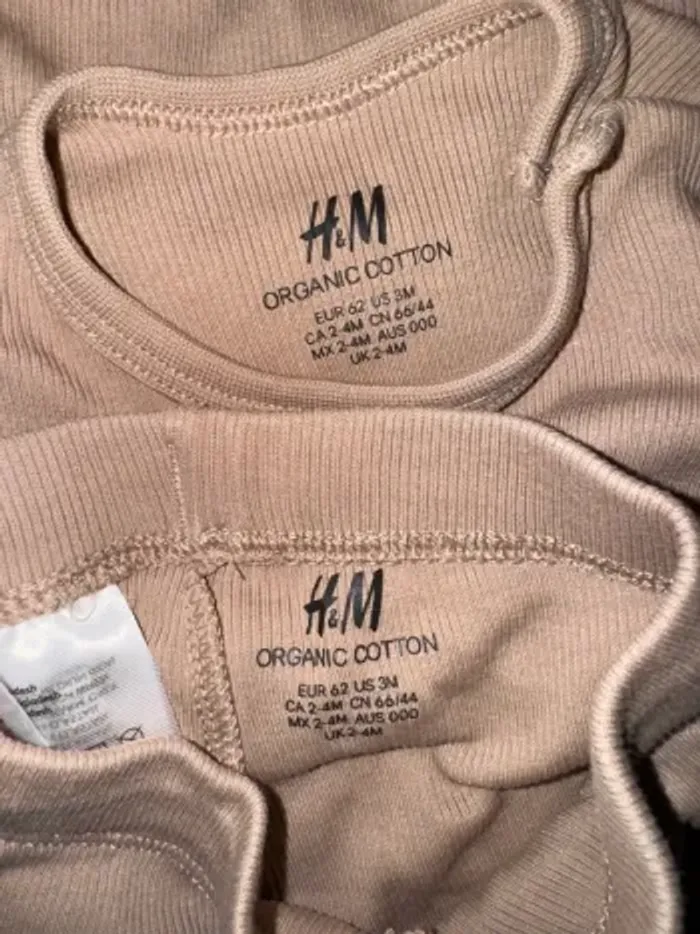 H&M
ORGANIC COTTON
EUR 62 US 3M
CA 2-4M CN 66/44
MX 2-4M AUS 000
UK 2-4M
H&M
ORGANIC COTTON
EUR 62 US 3M
CA 2-4M CN 66/44
MX 2-4M AUS 000
UK 2-4M